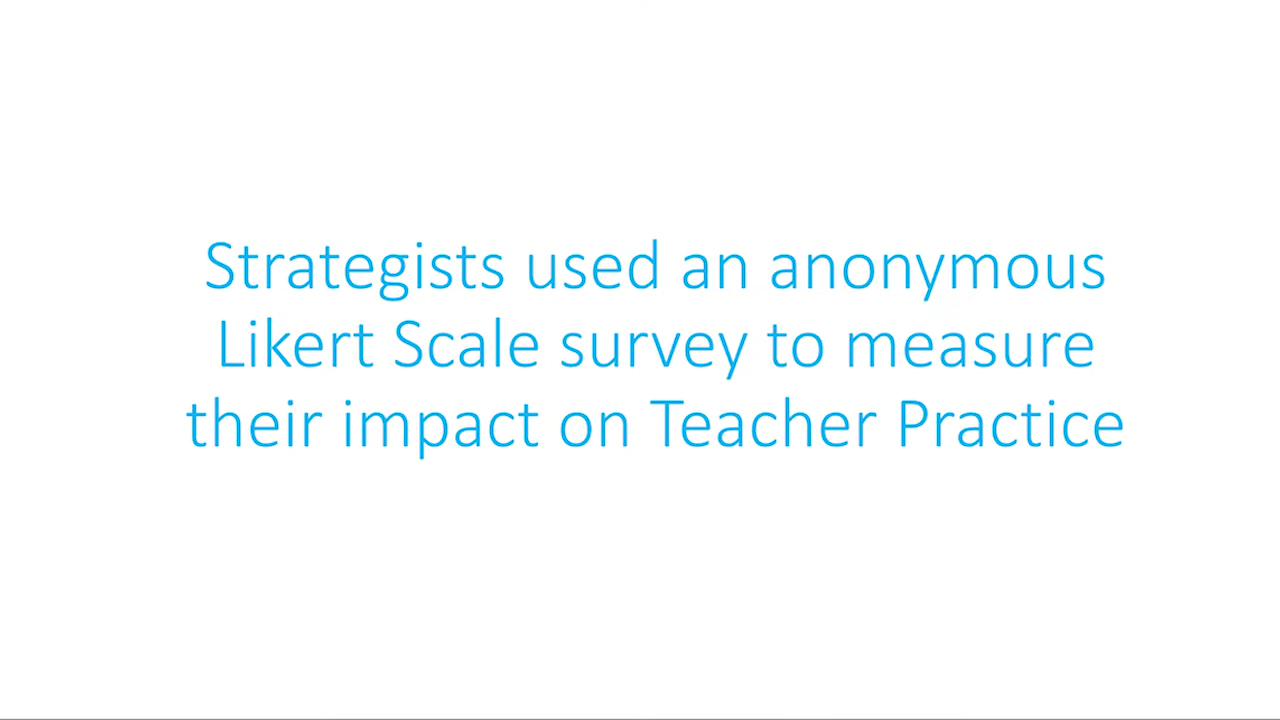 Strategists used an anonymous
Likert Scale survey to measure
their impact on Teacher Practice